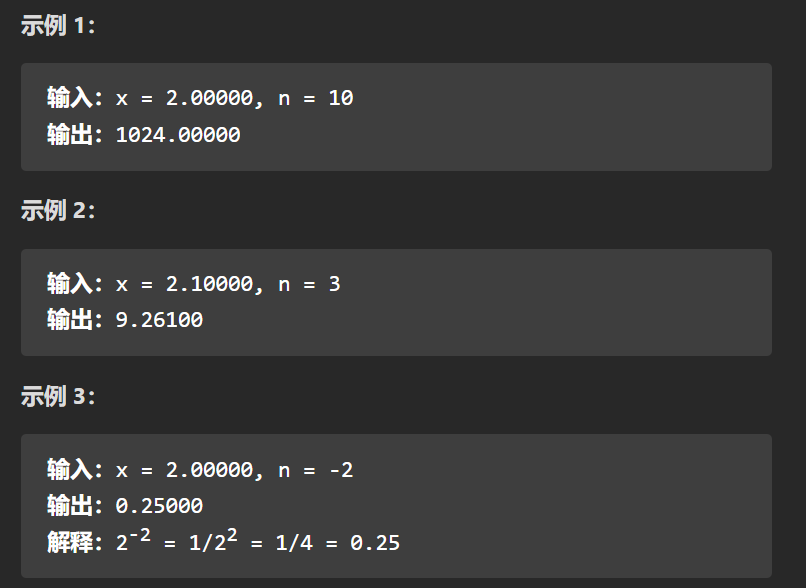 示例 1：
输入：x = 2.00000, n = 10
输出：1024.00000
示例 2：
输入：x = 2.10000, n = 3
输出：9.26100
示例 3：
输入：x = 2.00000, n = -2
输出：0.25000
解释：2⁻² = 1/2² = 1/4 = 0.25